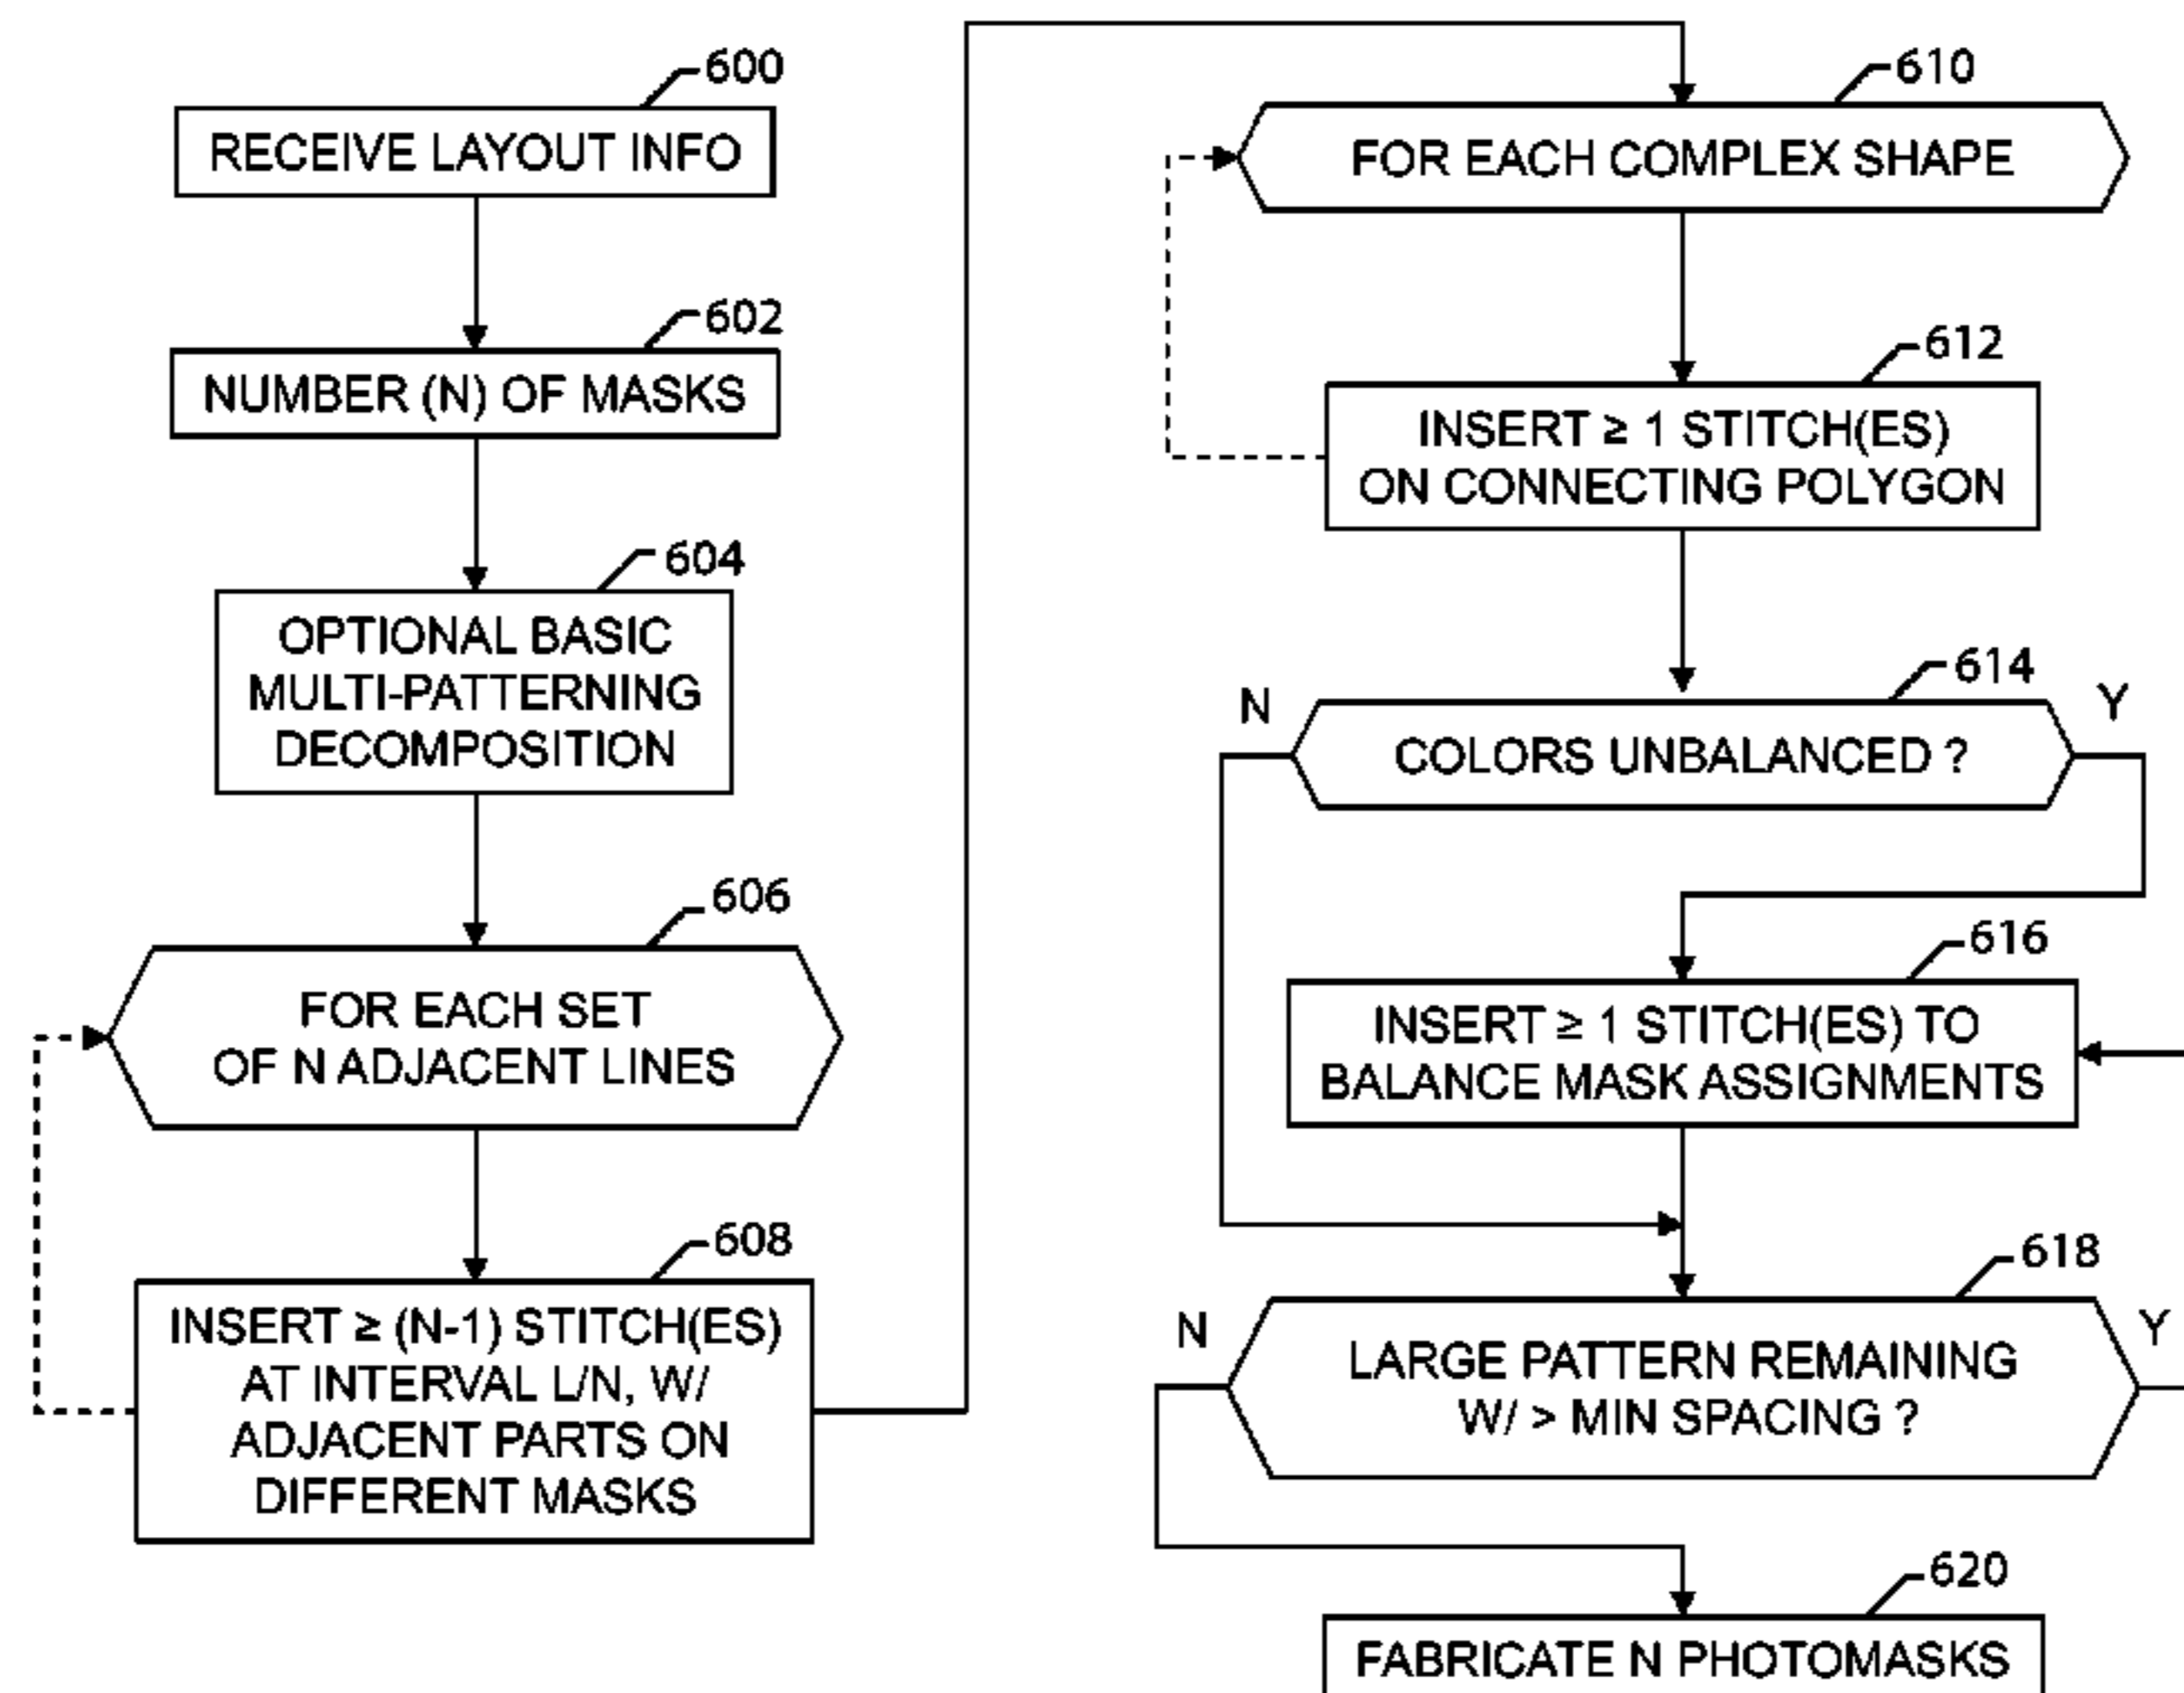 600
RECEIVE LAYOUT INFO
602
NUMBER (N) OF MASKS
604
OPTIONAL BASIC
MULTI-PATTERNING
DECOMPOSITION
606
FOR EACH SET
OF N ADJACENT LINES
608
INSERT ≥ (N-1) STITCH(ES)
AT INTERVAL L/N, W/
ADJACENT PARTS ON
DIFFERENT MASKS
610
FOR EACH COMPLEX SHAPE
612
INSERT ≥ 1 STITCH(ES)
ON CONNECTING POLYGON
614
N
Y
COLORS UNBALANCED ?
616
INSERT ≥ 1 STITCH(ES) TO
BALANCE MASK ASSIGNMENTS
618
N
Y
LARGE PATTERN REMAINING
W/ > MIN SPACING ?
620
FABRICATE N PHOTOMASKS